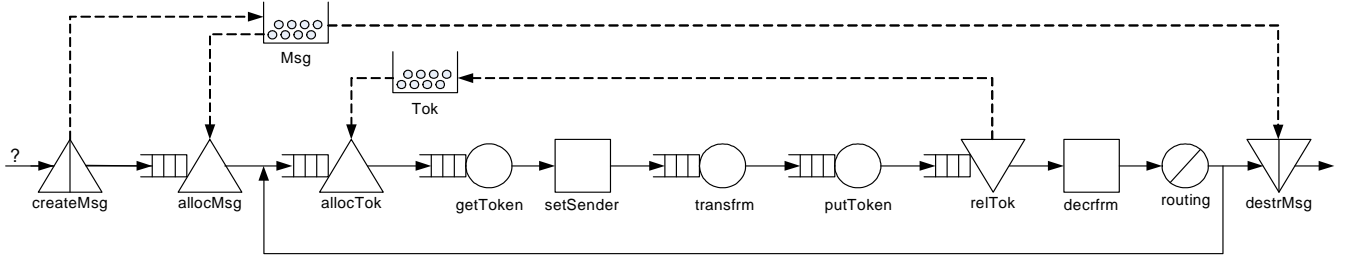 Msg
Tok
?
createMsg
allocMsg
allocTok
getToken
setSender
transfrm
putToken
relTok
decrfrm
routing
destrMsg